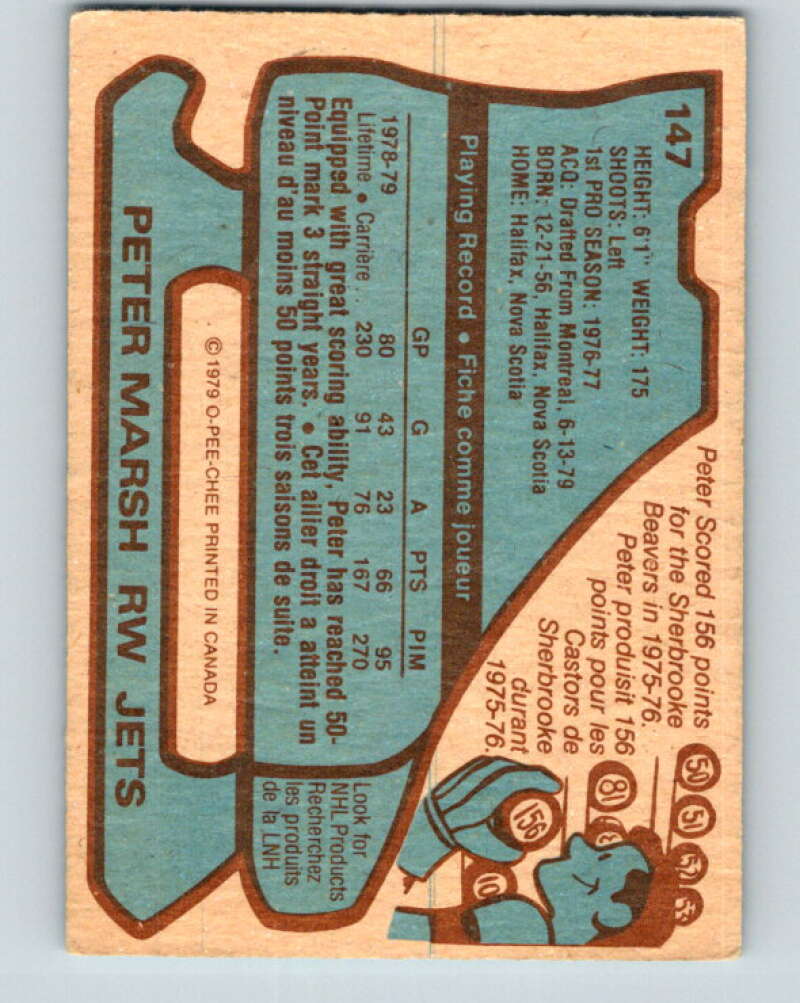 147
HEIGHT: 6'1" WEIGHT: 175
SHOOTS: Left
1st PRO SEASON: 1976-77
ACQ: Drafted From Montreal, 6-13-79
BORN: 12-21-56, Halifax, Nova Scotia
HOME: Halifax, Nova Scotia
Peter Scored 156 points
for the Sherbrooke
Beavers in 1975-76.
Peter produisit 156
points pour les
Castors de
Sherbrooke
durant
1975-76.
50 51 52
81
156
10
Playing Record • Fiche comme joueur
GP G A PTS PIM
1978-79 80 43 23 66 95
Lifetime • Carrière . . 230 91 76 167 270
Equipped with great scoring ability, Peter has reached 50-
Point mark 3 straight years. • Cet ailier droit a atteint un
niveau d'au moins 50 points trois saisons de suite.
Look for
NHL Products
Recherchez
les produits
de la LNH
© 1979 O-PEE-CHEE PRINTED IN CANADA
PETER MARSH RW JETS